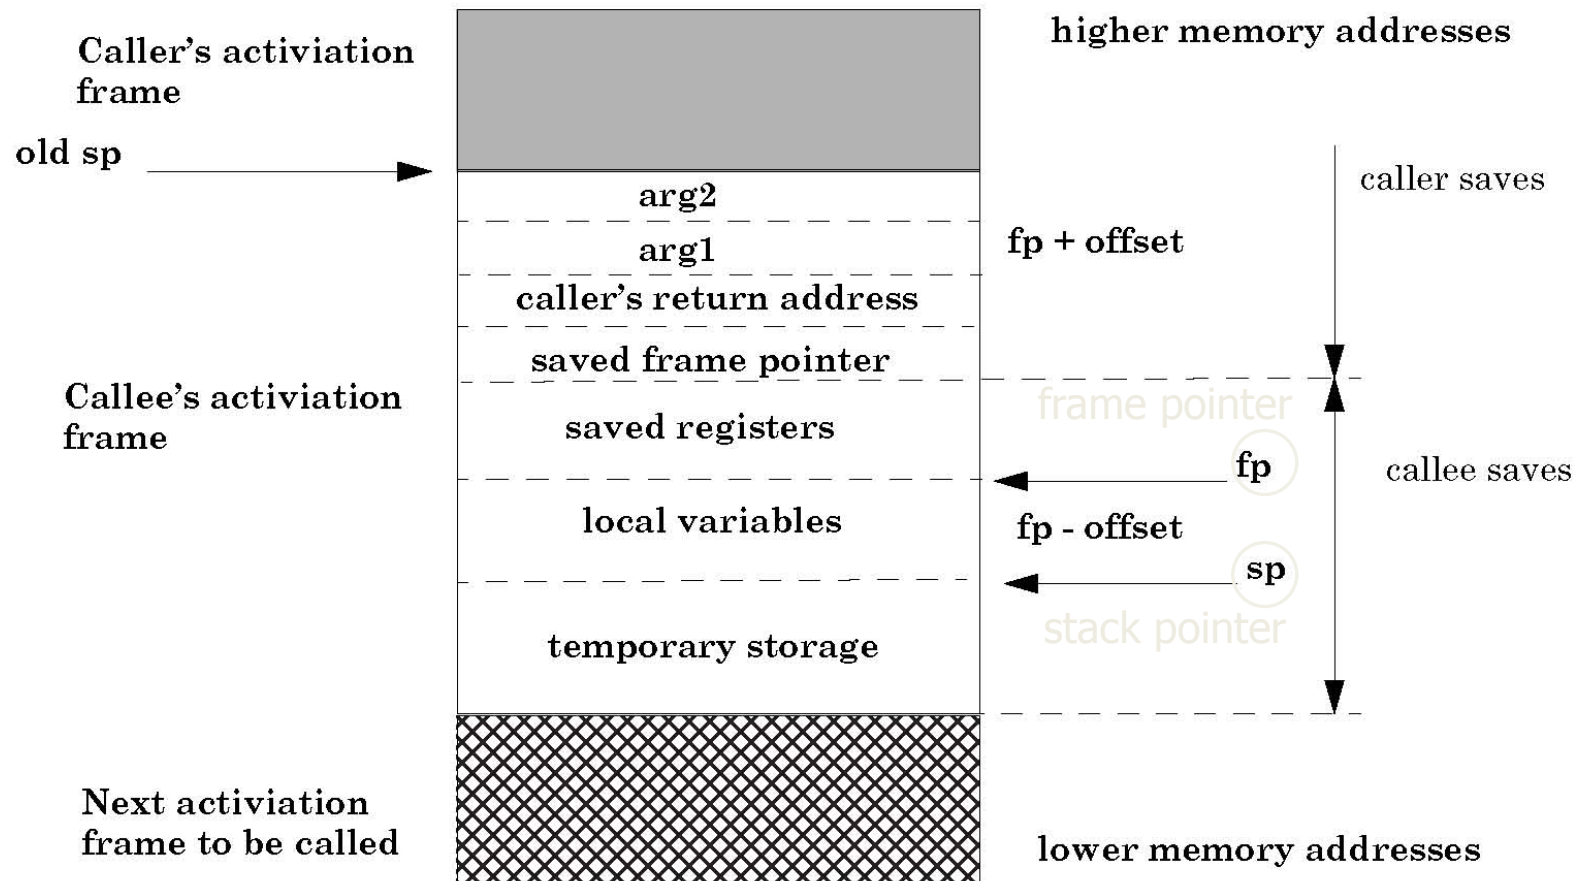 higher memory addresses
Caller's activiation
frame
old sp
arg2
caller saves
arg1
fp + offset
caller's return address
saved frame pointer
Callee's activiation
frame
frame pointer
saved registers
fp
callee saves
local variables
fp - offset
sp
stack pointer
temporary storage
Next activiation
frame to be called
lower memory addresses